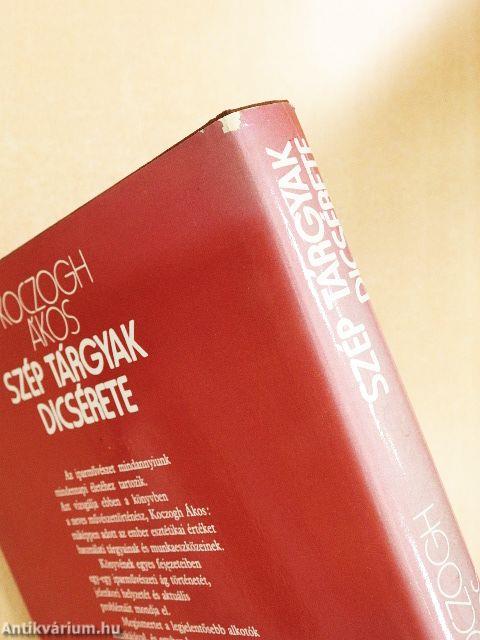 KOCZOGH
ÁKOS
SZÉP TÁRGYAK
DICSÉRETE
Az iparművészet mindannyiunk
mindennapi életéhez tartozik.
Azt vizsgálja ebben a könyvben
a neves művészettörténész, Koczogh Ákos:
miképpen adott az ember esztétikai értéket
használati tárgyainak és munkaeszközeinek.
Könyvének egyes fejezeteiben
egy-egy iparművészeti ág történetét,
jelenkori helyzetét és aktuális
problémáit mondja el.
Megismertet a legjelentősebb alkotók
SZÉP TÁRGYAK
DICSÉRETE
KOCZOGH
Antikvárium.hu